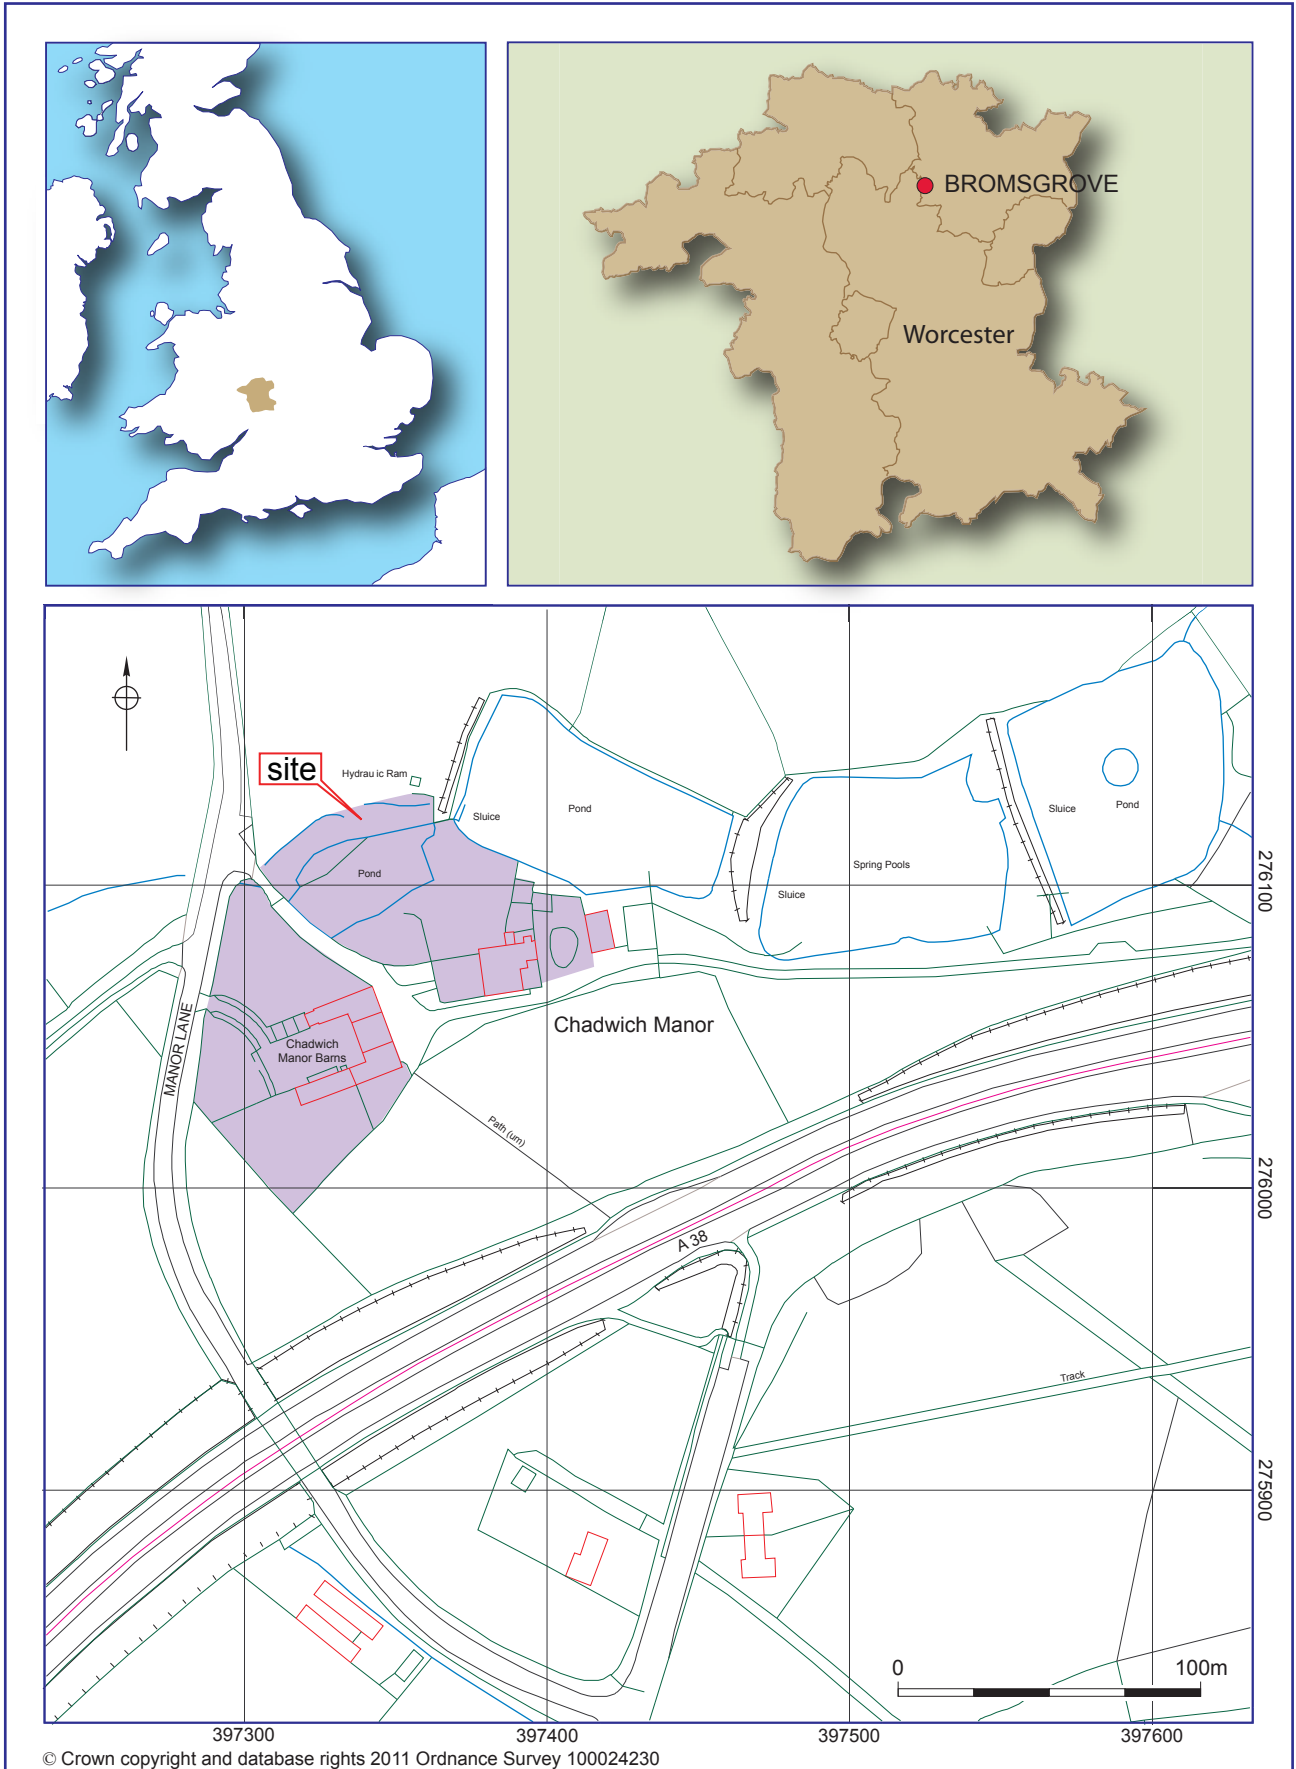 BROMSGROVE
Worcester
site
Hydrau ic Ram
Sluice
Pond
Sluice
Pond
Spring Pools
Pond
Sluice
276100
Chadwich Manor
MANOR LANE
Chadwich
Manor Barns
Path (um)
276000
A 38
Track
275900
0
100m
397300
397400
397500
397600
© Crown copyright and database rights 2011 Ordnance Survey 100024230